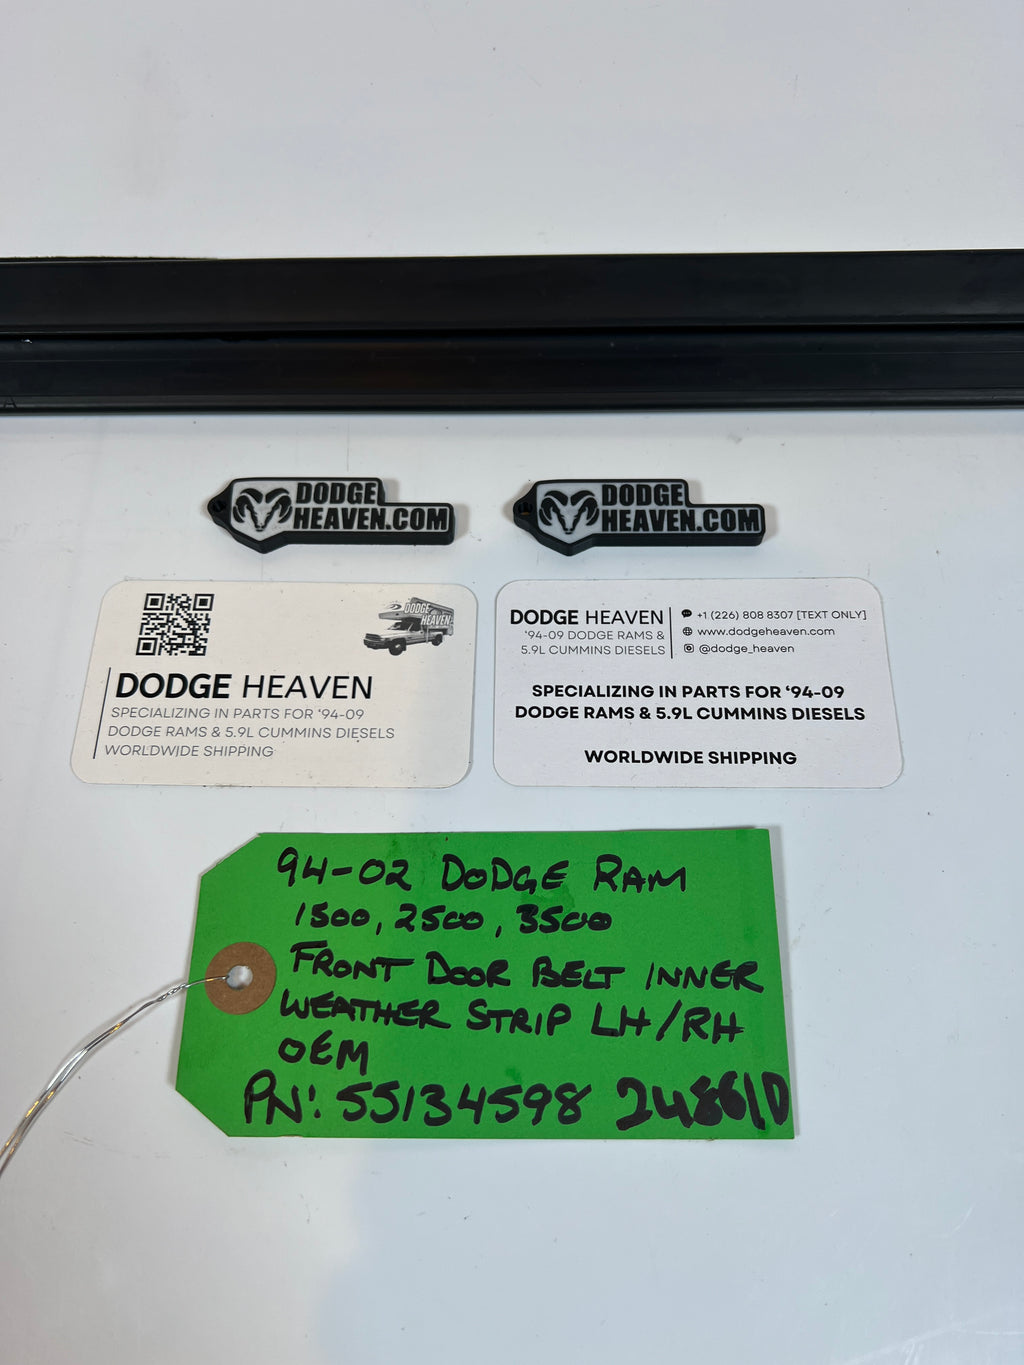 DODGE
HEAVEN.COM
DODGE
HEAVEN.COM
DODGE
HEAVEN
DODGE HEAVEN
SPECIALIZING IN PARTS FOR ‘94-09
DODGE RAMS & 5.9L CUMMINS DIESELS
WORLDWIDE SHIPPING
DODGE HEAVEN
‘94-09 DODGE RAMS &
5.9L CUMMINS DIESELS
+1 (226) 808 8307 [TEXT ONLY]
www.dodgeheaven.com
@dodge_heaven
SPECIALIZING IN PARTS FOR ‘94-09
DODGE RAMS & 5.9L CUMMINS DIESELS
WORLDWIDE SHIPPING
94-02 DODGE RAM
1500, 2500, 3500
FRONT DOOR BELT INNER
WEATHER STRIP LH/RH
OEM
PN: 55134598 24861D